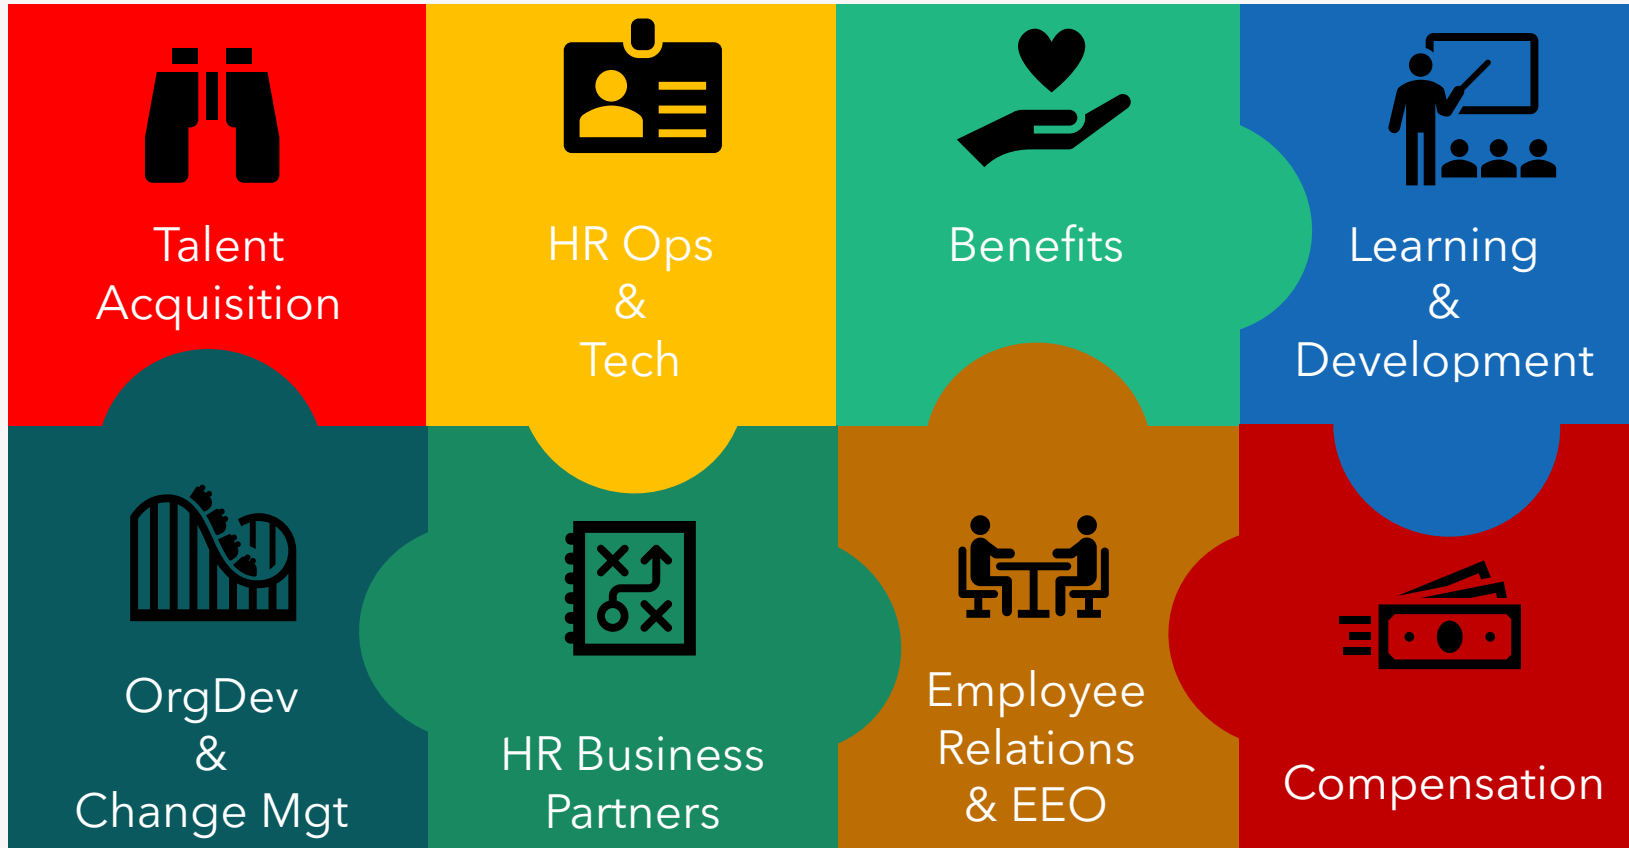 Talent
Acquisition
HR Ops
&
Tech
Benefits
Learning
&
Development
OrgDev
&
Change Mgt
HR Business
Partners
Employee
Relations
& EEO
Compensation